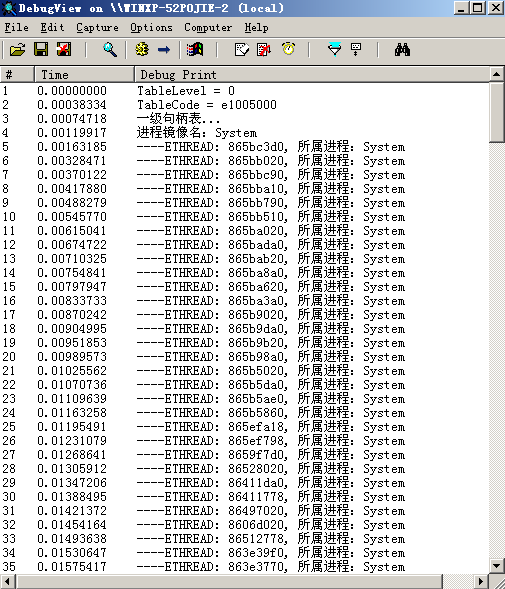 DebugView on \\WINXP-52POJIE-2 (local)
File Edit Capture Options Computer Help
# Time Debug Print
1 0.00000000 TableLevel = 0
2 0.00038334 TableCode = e1005000
3 0.00074718 一级句柄表...
4 0.00119917 进程镜像名：System
5 0.00163185 ----ETHREAD: 865bc3d0, 所属进程：System
6 0.00328471 ----ETHREAD: 865bb020, 所属进程：System
7 0.00370122 ----ETHREAD: 865bbc90, 所属进程：System
8 0.00417880 ----ETHREAD: 865bba10, 所属进程：System
9 0.00488279 ----ETHREAD: 865bb790, 所属进程：System
10 0.00545770 ----ETHREAD: 865bb510, 所属进程：System
11 0.00615041 ----ETHREAD: 865ba020, 所属进程：System
12 0.00674722 ----ETHREAD: 865bada0, 所属进程：System
13 0.00710325 ----ETHREAD: 865bab20, 所属进程：System
14 0.00754841 ----ETHREAD: 865ba8a0, 所属进程：System
15 0.00797947 ----ETHREAD: 865ba620, 所属进程：System
16 0.00833733 ----ETHREAD: 865ba3a0, 所属进程：System
17 0.00870242 ----ETHREAD: 865b9020, 所属进程：System
18 0.00904995 ----ETHREAD: 865b9da0, 所属进程：System
19 0.00951853 ----ETHREAD: 865b9b20, 所属进程：System
20 0.00989573 ----ETHREAD: 865b98a0, 所属进程：System
21 0.01025562 ----ETHREAD: 865b5020, 所属进程：System
22 0.01070736 ----ETHREAD: 865b5da0, 所属进程：System
23 0.01109639 ----ETHREAD: 865b5ae0, 所属进程：System
24 0.01163258 ----ETHREAD: 865b5860, 所属进程：System
25 0.01195491 ----ETHREAD: 865efa18, 所属进程：System
26 0.01231079 ----ETHREAD: 865ef798, 所属进程：System
27 0.01268641 ----ETHREAD: 8659f7d0, 所属进程：System
28 0.01305912 ----ETHREAD: 86528020, 所属进程：System
29 0.01347206 ----ETHREAD: 86411da0, 所属进程：System
30 0.01388495 ----ETHREAD: 86411778, 所属进程：System
31 0.01421372 ----ETHREAD: 86497020, 所属进程：System
32 0.01454164 ----ETHREAD: 8606d020, 所属进程：System
33 0.01493638 ----ETHREAD: 86512778, 所属进程：System
34 0.01530647 ----ETHREAD: 863e39f0, 所属进程：System
35 0.01575417 ----ETHREAD: 863e3770, 所属进程：System